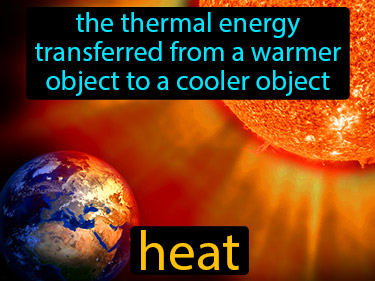 the thermal energy
transferred from a warmer
object to a cooler object
heat